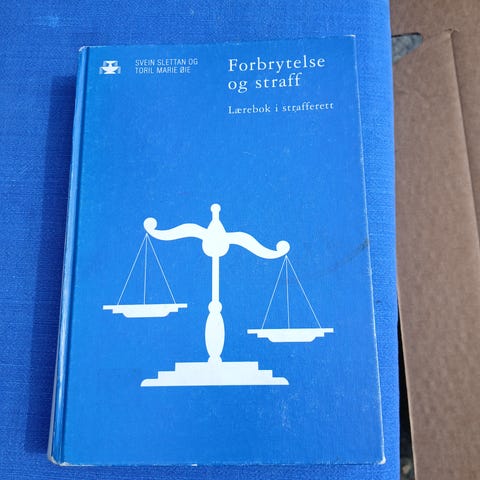 SVEIN SLETTAN OG
TORIL MARIE ØIE
Forbrytelse
og straff
Lærebok i strafferett